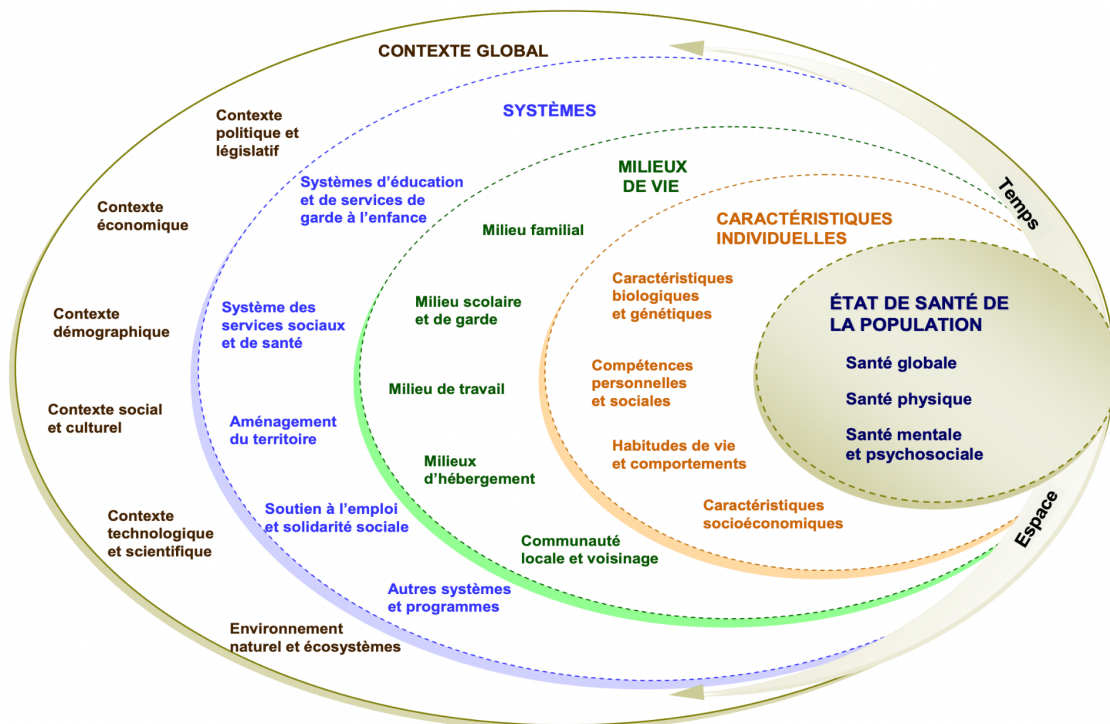 CONTEXTE GLOBAL
Contexte
politique et
législatif
Contexte
économique
Contexte
démographique
Contexte social
et culturel
Contexte
technologique
et scientifique
Environnement
naturel et écosystèmes
SYSTÈMES
Systèmes d’éducation
et de services de
garde à l’enfance
Système des
services sociaux
et de santé
Aménagement
du territoire
Soutien à l’emploi
et solidarité sociale
Autres systèmes
et programmes
MILIEUX
DE VIE
Milieu familial
Milieu scolaire
et de garde
Milieu de travail
Milieux
d’hébergement
Communauté
locale et voisinage
CARACTÉRISTIQUES
INDIVIDUELLES
Caractéristiques
biologiques
et génétiques
Compétences
personnelles
et sociales
Habitudes de vie
et comportements
Caractéristiques
socioéconomiques
ÉTAT DE SANTÉ DE
LA POPULATION
Santé globale
Santé physique
Santé mentale
et psychosociale
Temps
Espace